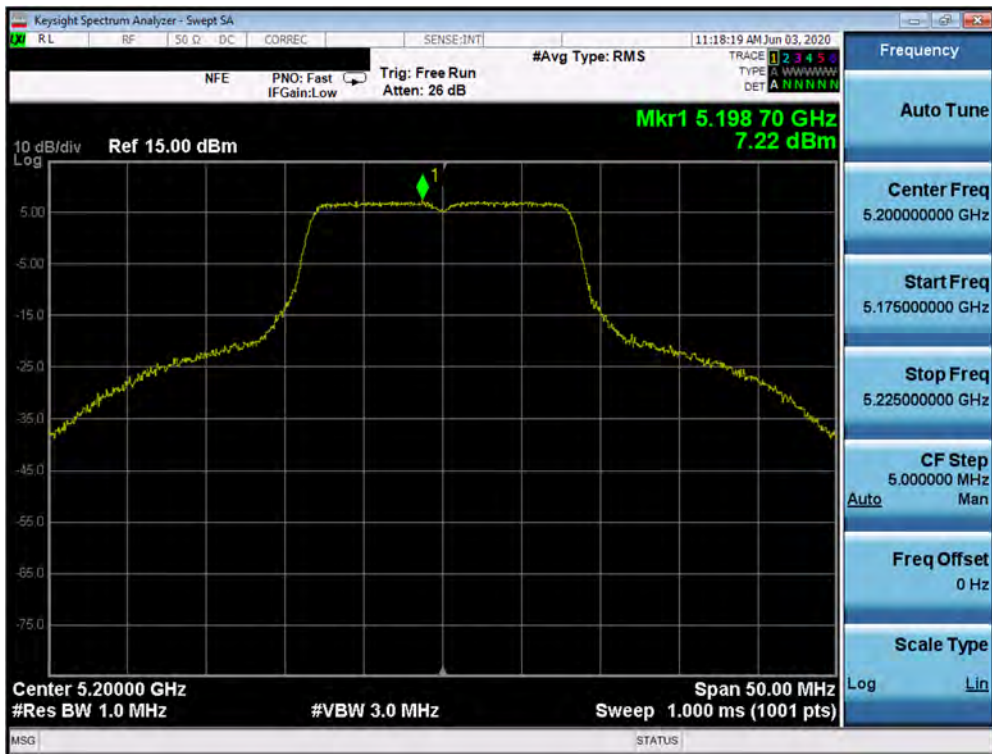 Keysight Spectrum Analyzer - Swept SA
LXI RL RF 50 Ω DC CORREC SENSE:INT 11:18:19 AM Jun 03, 2020
#Avg Type: RMS
TRACE 1 2 3 4 5 6
TYPE A WWWWW
DET A N N N N N
NFE
PNO: Fast
IFGain:Low
Trig: Free Run
Atten: 26 dB
Mkr1 5.198 70 GHz
7.22 dBm
10 dB/div
Log
Ref 15.00 dBm
1
5.00
-5.00
-15.0
-25.0
-35.0
-45.0
-55.0
-65.0
-75.0
Center 5.20000 GHz
Span 50.00 MHz
#Res BW 1.0 MHz
#VBW 3.0 MHz
Sweep 1.000 ms (1001 pts)
MSG
STATUS
Frequency
Auto Tune
Center Freq
5.200000000 GHz
Start Freq
5.175000000 GHz
Stop Freq
5.225000000 GHz
CF Step
5.000000 MHz
Auto Man
Freq Offset
0 Hz
Scale Type
Log Lin